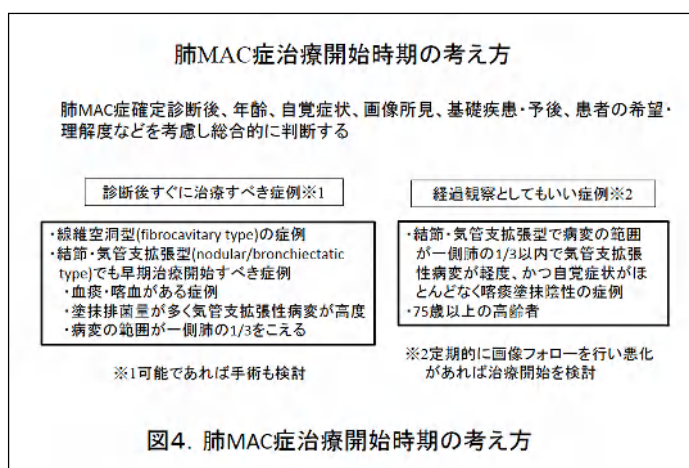 肺MAC症治療開始時期の考え方
肺MAC症確定診断後、年齢、自覚症状、画像所見、基礎疾患・予後、患者の希望・
理解度などを考慮し総合的に判断する
診断後すぐに治療すべき症例※1
・線維空洞型(fibrocavitary type)の症例
・結節・気管支拡張型(nodular/bronchiectatic
type)でも早期治療開始すべき症例
・血痰・喀血がある症例
・塗抹排菌量が多く気管支拡張性病変が高度
・病変の範囲が一側肺の1/3をこえる
※1可能であれば手術も検討
経過観察としてもいい症例※2
・結節・気管支拡張型で病変の範囲
が一側肺の1/3以内で気管支拡張
性病変が軽度、かつ自覚症状がほ
とんどなく喀痰塗抹陰性の症例
・75歳以上の高齢者
※2定期的に画像フォローを行い悪化
があれば治療開始を検討
図4. 肺MAC症治療開始時期の考え方